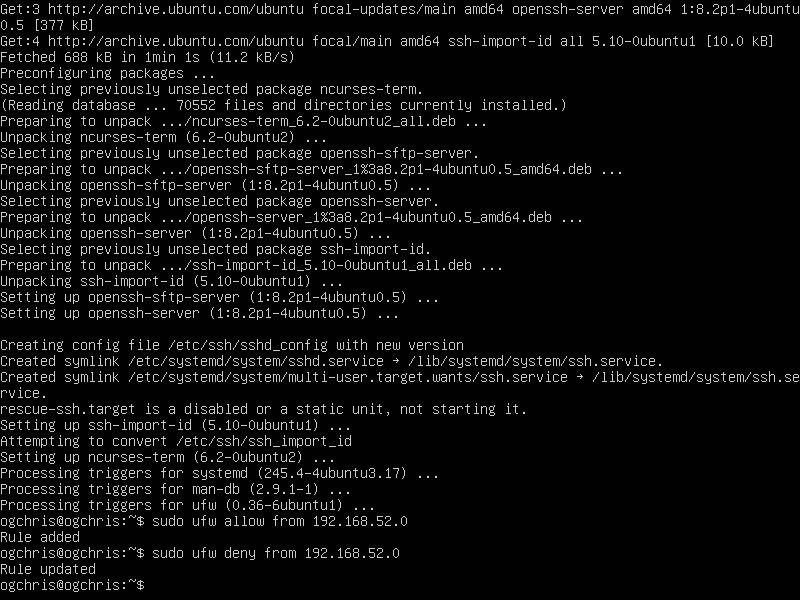 Get:3 http://archive.ubuntu.com/ubuntu focal-updates/main amd64 openssh-server amd64 1:8.2p1-4ubuntu
0.5 [377 kB]
Get:4 http://archive.ubuntu.com/ubuntu focal/main amd64 ssh-import-id all 5.10-0ubuntu1 [10.0 kB]
Fetched 688 kB in 1min 1s (11.2 kB/s)
Preconfiguring packages ...
Selecting previously unselected package ncurses-term.
(Reading database ... 70552 files and directories currently installed.)
Preparing to unpack .../ncurses-term_6.2-0ubuntu2_all.deb ...
Unpacking ncurses-term (6.2-0ubuntu2) ...
Selecting previously unselected package openssh-sftp-server.
Preparing to unpack .../openssh-sftp-server_1%3a8.2p1-4ubuntu0.5_amd64.deb ...
Unpacking openssh-sftp-server (1:8.2p1-4ubuntu0.5) ...
Selecting previously unselected package openssh-server.
Preparing to unpack .../openssh-server_1%3a8.2p1-4ubuntu0.5_amd64.deb ...
Unpacking openssh-server (1:8.2p1-4ubuntu0.5) ...
Selecting previously unselected package ssh-import-id.
Preparing to unpack .../ssh-import-id_5.10-0ubuntu1_all.deb ...
Unpacking ssh-import-id (5.10-0ubuntu1) ...
Setting up openssh-sftp-server (1:8.2p1-4ubuntu0.5) ...
Setting up openssh-server (1:8.2p1-4ubuntu0.5) ...
Creating config file /etc/ssh/sshd_config with new version
Created symlink /etc/systemd/system/sshd.service → /lib/systemd/system/ssh.service.
Created symlink /etc/systemd/system/multi-user.target.wants/ssh.service → /lib/systemd/system/ssh.se
rvice.
rescue-ssh.target is a disabled or a static unit, not starting it.
Setting up ssh-import-id (5.10-0ubuntu1) ...
Attempting to convert /etc/ssh/ssh_import_id
Setting up ncurses-term (6.2-0ubuntu2) ...
Processing triggers for systemd (245.4-4ubuntu3.17) ...
Processing triggers for man-db (2.9.1-1) ...
Processing triggers for ufw (0.36-6ubuntu1) ...
ogchris@ogchris:~$ sudo ufw allow from 192.168.52.0
Rule added
ogchris@ogchris:~$ sudo ufw deny from 192.168.52.0
Rule updated
ogchris@ogchris:~$